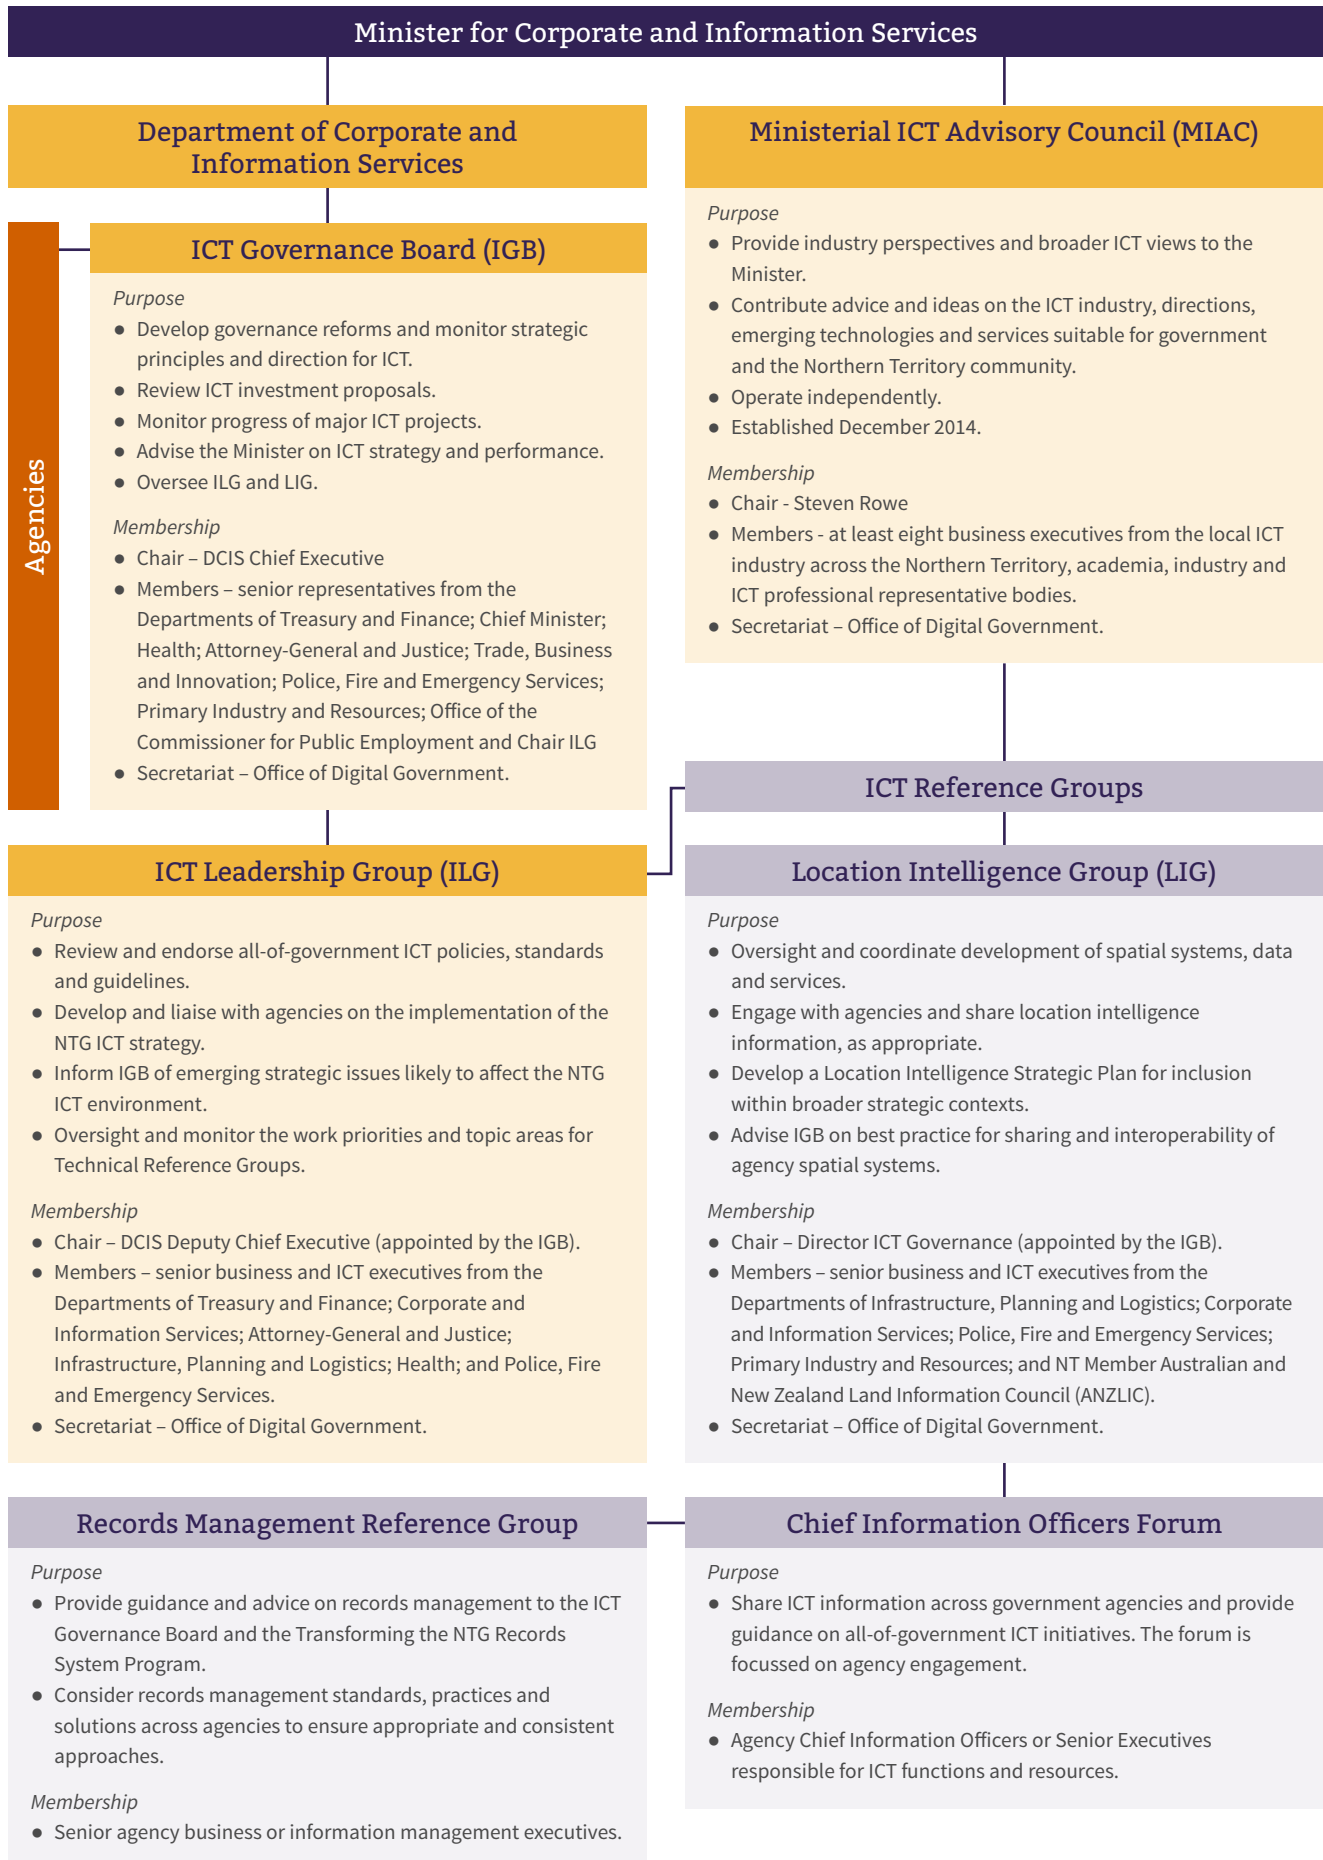 Minister for Corporate and Information Services
Department of Corporate and
Information Services
Agencies
ICT Governance Board (IGB)
Purpose
● Develop governance reforms and monitor strategic
principles and direction for ICT.
● Review ICT investment proposals.
● Monitor progress of major ICT projects.
● Advise the Minister on ICT strategy and performance.
● Oversee ILG and LIG.
Membership
● Chair – DCIS Chief Executive
● Members – senior representatives from the
Departments of Treasury and Finance; Chief Minister;
Health; Attorney-General and Justice; Trade, Business
and Innovation; Police, Fire and Emergency Services;
Primary Industry and Resources; Office of the
Commissioner for Public Employment and Chair ILG
● Secretariat – Office of Digital Government.
Ministerial ICT Advisory Council (MIAC)
Purpose
● Provide industry perspectives and broader ICT views to the
Minister.
● Contribute advice and ideas on the ICT industry, directions,
emerging technologies and services suitable for government
and the Northern Territory community.
● Operate independently.
● Established December 2014.
Membership
● Chair - Steven Rowe
● Members - at least eight business executives from the local ICT
industry across the Northern Territory, academia, industry and
ICT professional representative bodies.
● Secretariat – Office of Digital Government.
ICT Reference Groups
ICT Leadership Group (ILG)
Purpose
● Review and endorse all-of-government ICT policies, standards
and guidelines.
● Develop and liaise with agencies on the implementation of the
NTG ICT strategy.
● Inform IGB of emerging strategic issues likely to affect the NTG
ICT environment.
● Oversight and monitor the work priorities and topic areas for
Technical Reference Groups.
Membership
● Chair – DCIS Deputy Chief Executive (appointed by the IGB).
● Members – senior business and ICT executives from the
Departments of Treasury and Finance; Corporate and
Information Services; Attorney-General and Justice;
Infrastructure, Planning and Logistics; Health; and Police, Fire
and Emergency Services.
● Secretariat – Office of Digital Government.
Location Intelligence Group (LIG)
Purpose
● Oversight and coordinate development of spatial systems, data
and services.
● Engage with agencies and share location intelligence
information, as appropriate.
● Develop a Location Intelligence Strategic Plan for inclusion
within broader strategic contexts.
● Advise IGB on best practice for sharing and interoperability of
agency spatial systems.
Membership
● Chair – Director ICT Governance (appointed by the IGB).
● Members – senior business and ICT executives from the
Departments of Infrastructure, Planning and Logistics; Corporate
and Information Services; Police, Fire and Emergency Services;
Primary Industry and Resources; and NT Member Australian and
New Zealand Land Information Council (ANZLIC).
● Secretariat – Office of Digital Government.
Records Management Reference Group
Purpose
● Provide guidance and advice on records management to the ICT
Governance Board and the Transforming the NTG Records
System Program.
● Consider records management standards, practices and
solutions across agencies to ensure appropriate and consistent
approaches.
Membership
● Senior agency business or information management executives.
Chief Information Officers Forum
Purpose
● Share ICT information across government agencies and provide
guidance on all-of-government ICT initiatives. The forum is
focussed on agency engagement.
Membership
● Agency Chief Information Officers or Senior Executives
responsible for ICT functions and resources.